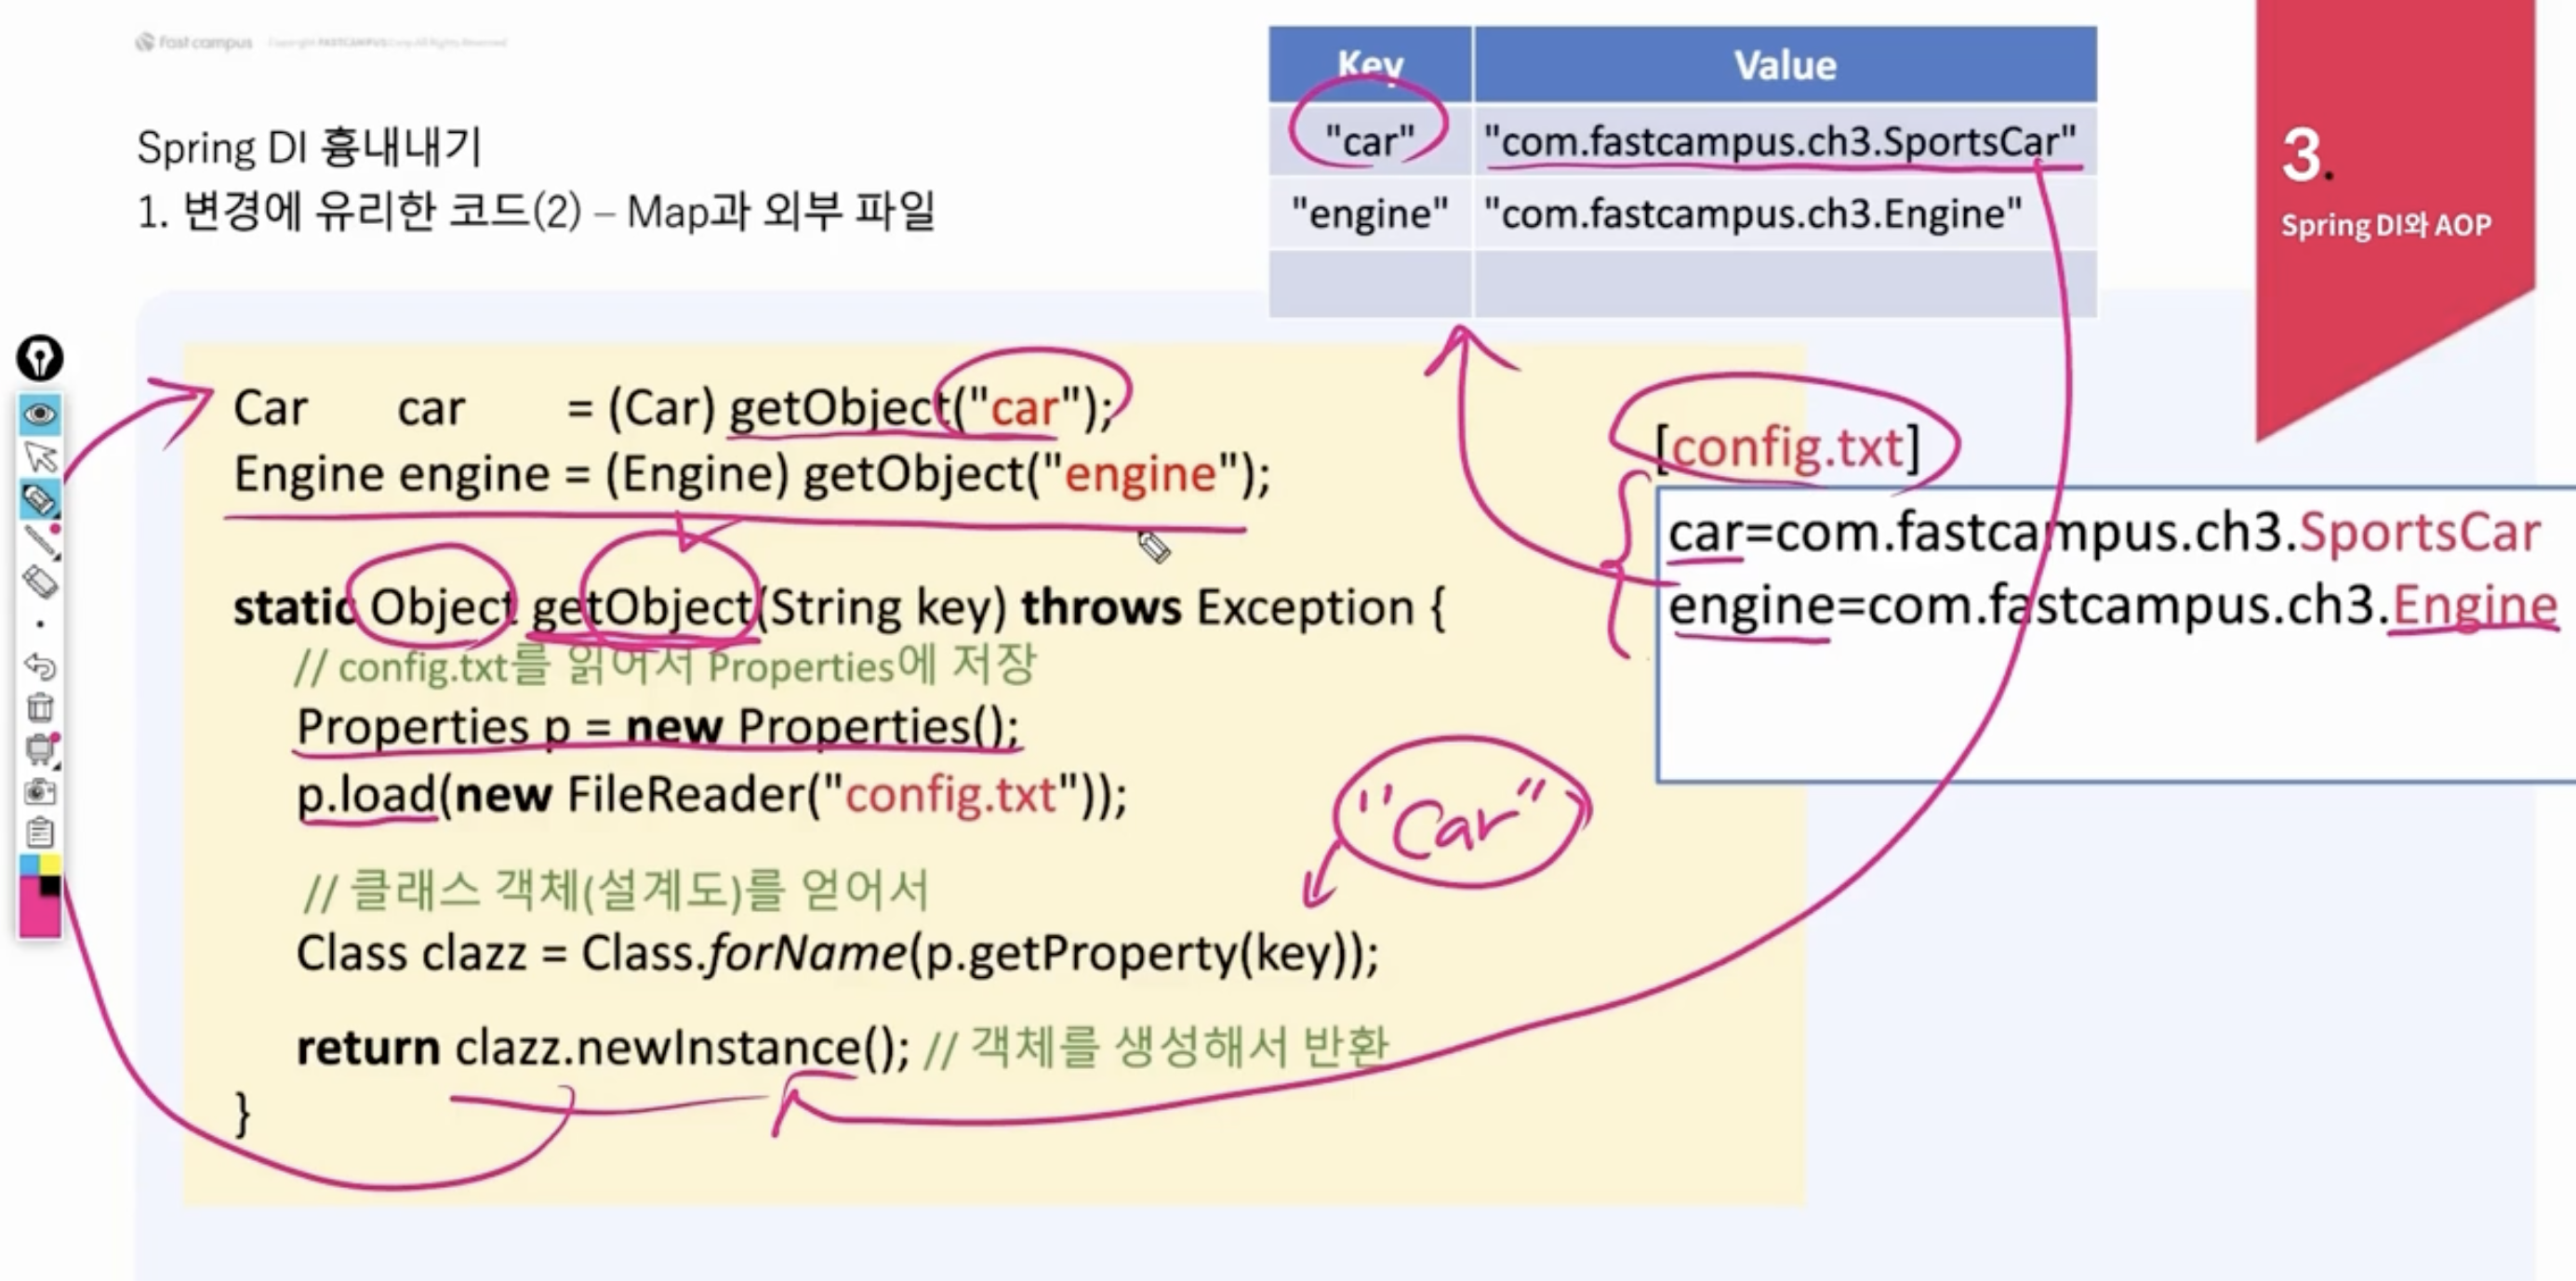 fast campus Copyright FASTCAMPUS Corp. All Rights Reserved
Spring DI 흉내내기
1. 변경에 유리한 코드(2) – Map과 외부 파일
Key Value
"car" "com.fastcampus.ch3.SportsCar"
"engine" "com.fastcampus.ch3.Engine"
3.
Spring DI와 AOP
Car car = (Car) getObject("car");
Engine engine = (Engine) getObject("engine");
static Object getObject(String key) throws Exception {
// config.txt를 읽어서 Properties에 저장
Properties p = new Properties();
p.load(new FileReader("config.txt"));
// 클래스 객체(설계도)를 얻어서
Class clazz = Class.forName(p.getProperty(key));
return clazz.newInstance(); // 객체를 생성해서 반환
}
"Car"
[config.txt]
car=com.fastcampus.ch3.SportsCar
engine=com.fastcampus.ch3.Engine